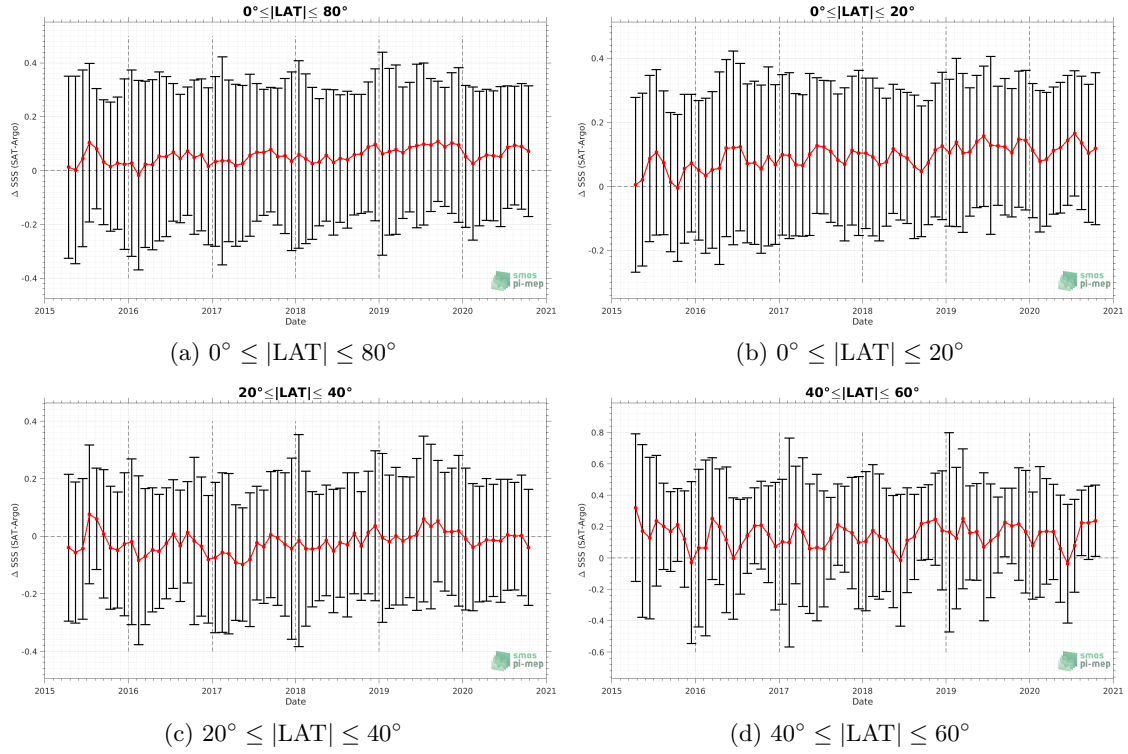 0°≤|LAT|≤ 80°
Δ SSS (SAT-Argo)
0.4
0.2
0
-0.2
-0.4
2015 2016 2017 2018 2019 2020 2021
Date
smos
pi-mep
(a) 0° ≤ |LAT| ≤ 80°
0°≤|LAT|≤ 20°
Δ SSS (SAT-Argo)
0.4
0.2
0
-0.2
2015 2016 2017 2018 2019 2020 2021
Date
smos
pi-mep
(b) 0° ≤ |LAT| ≤ 20°
20°≤|LAT|≤ 40°
Δ SSS (SAT-Argo)
0.4
0.2
0
-0.2
-0.4
2015 2016 2017 2018 2019 2020 2021
Date
smos
pi-mep
(c) 20° ≤ |LAT| ≤ 40°
40°≤|LAT|≤ 60°
Δ SSS (SAT-Argo)
0.8
0.6
0.4
0.2
0
-0.2
-0.4
-0.6
2015 2016 2017 2018 2019 2020 2021
Date
smos
pi-mep
(d) 40° ≤ |LAT| ≤ 60°